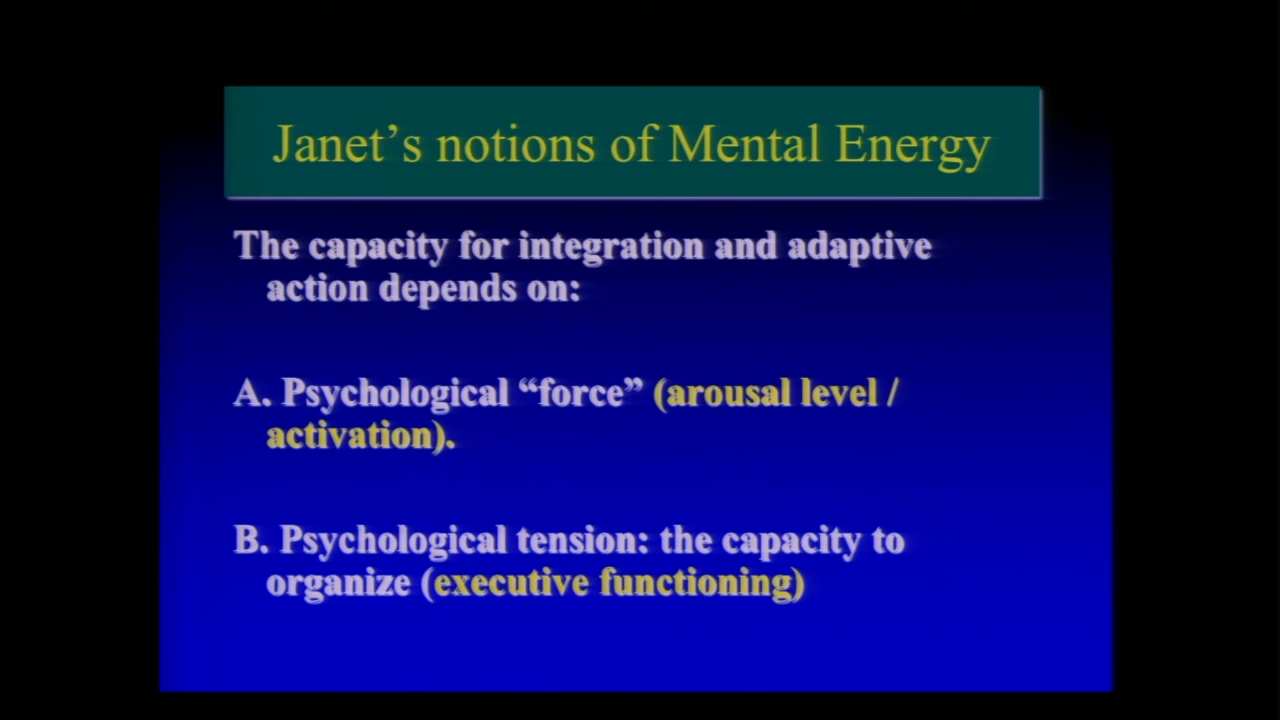 Janet’s notions of Mental Energy
The capacity for integration and adaptive
action depends on:
A. Psychological “force” (arousal level /
activation).
B. Psychological tension: the capacity to
organize (executive functioning)